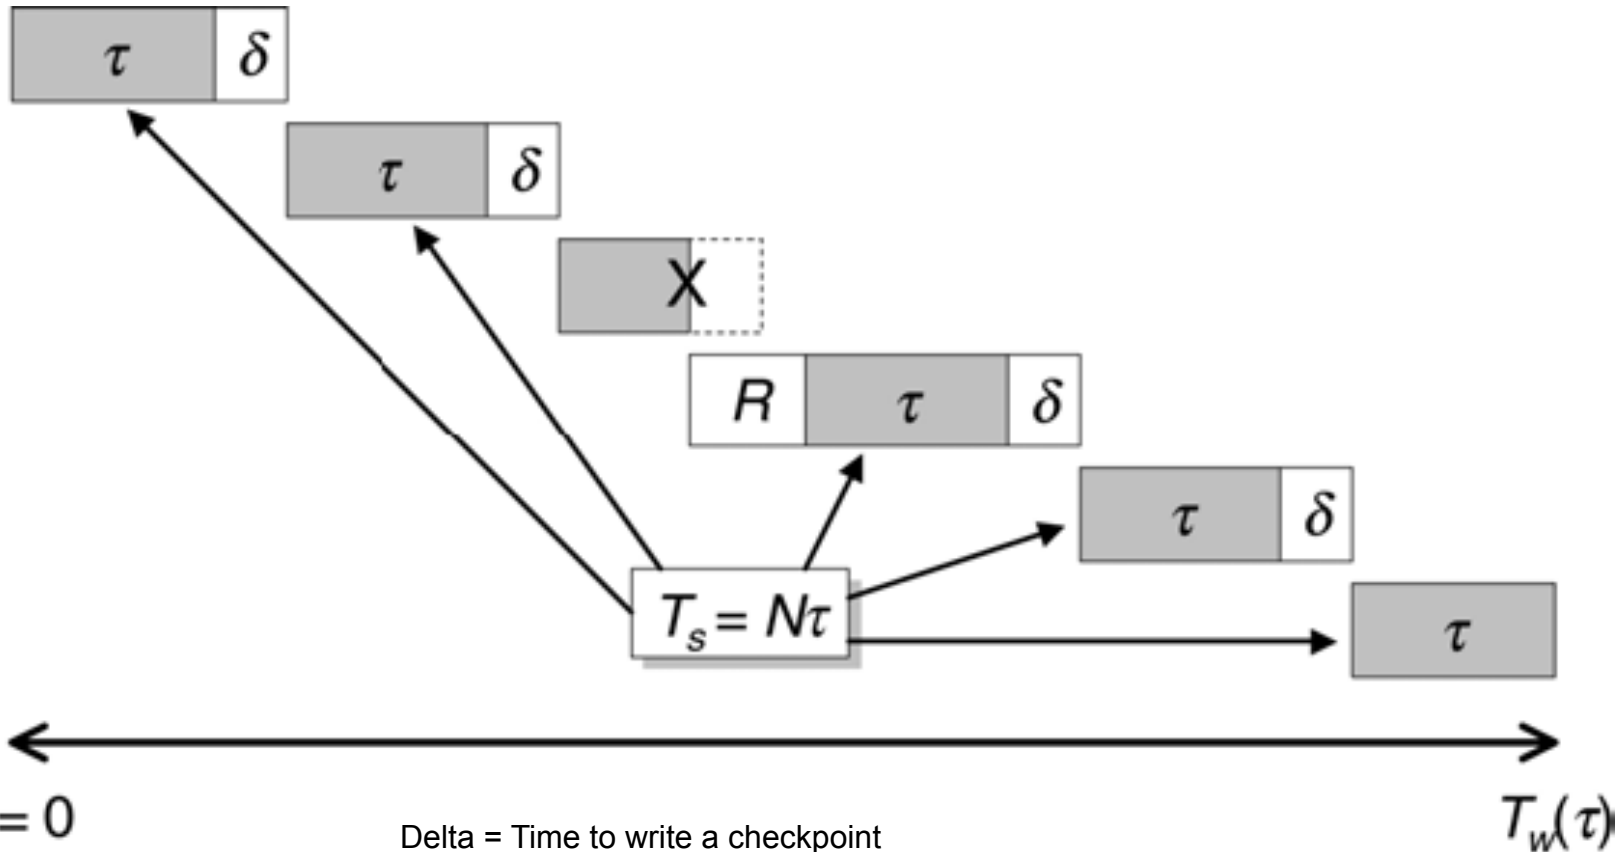 τ δ
τ δ
X
R τ δ
τ δ
T_s = Nτ
τ
= 0
T_w(τ)
Delta = Time to write a checkpoint